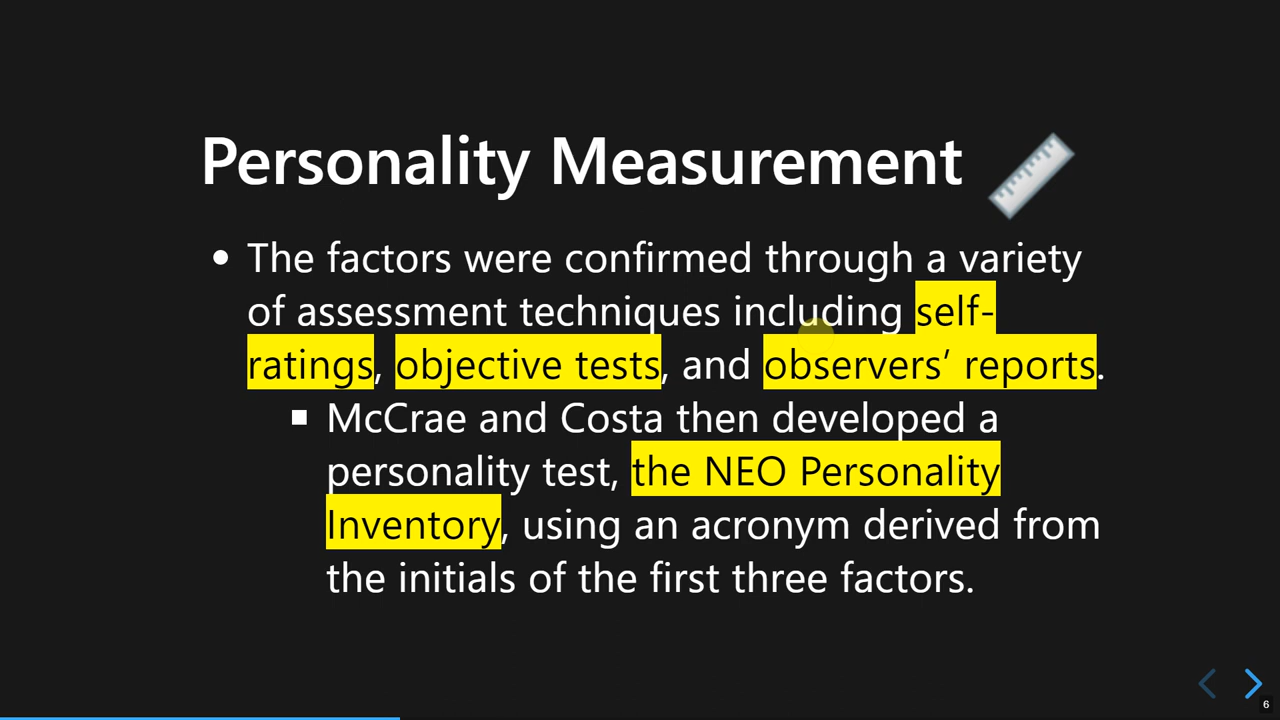 Personality Measurement
The factors were confirmed through a variety
of assessment techniques including self-
ratings, objective tests, and observers’ reports.
McCrae and Costa then developed a
personality test, the NEO Personality
Inventory, using an acronym derived from
the initials of the first three factors.
6